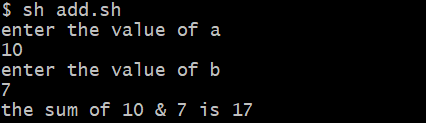 $ sh add.sh
enter the value of a
10
enter the value of b
7
the sum of 10 & 7 is 17